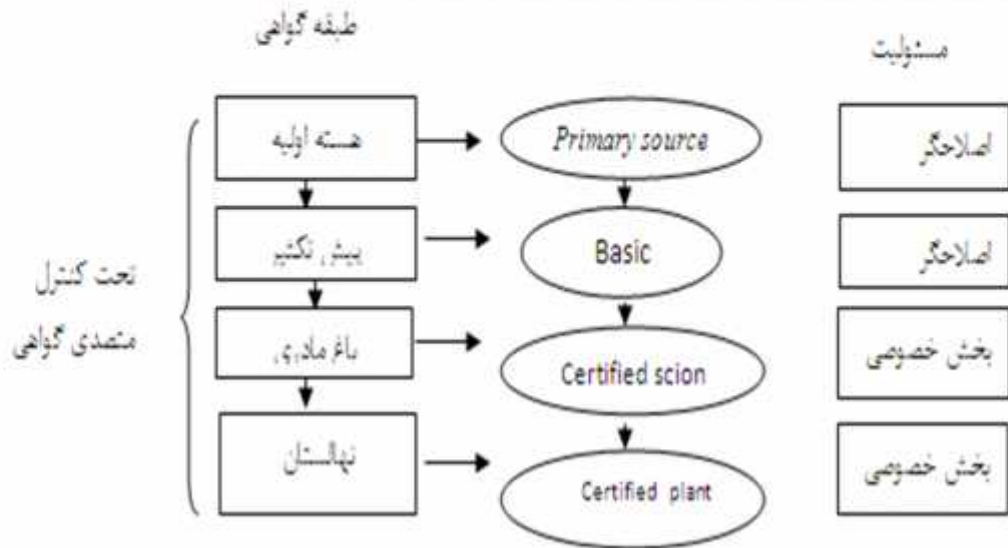 طبقه گواهی
مسئولیت
هسته اولیه
Primary source
اصلاحگر
پیش تکثیر
Basic
اصلاحگر
تحت کنترل
متصدی گواهی
باغ مادری
Certified scion
بخش خصوصی
نهالستان
Certified plant
بخش خصوصی